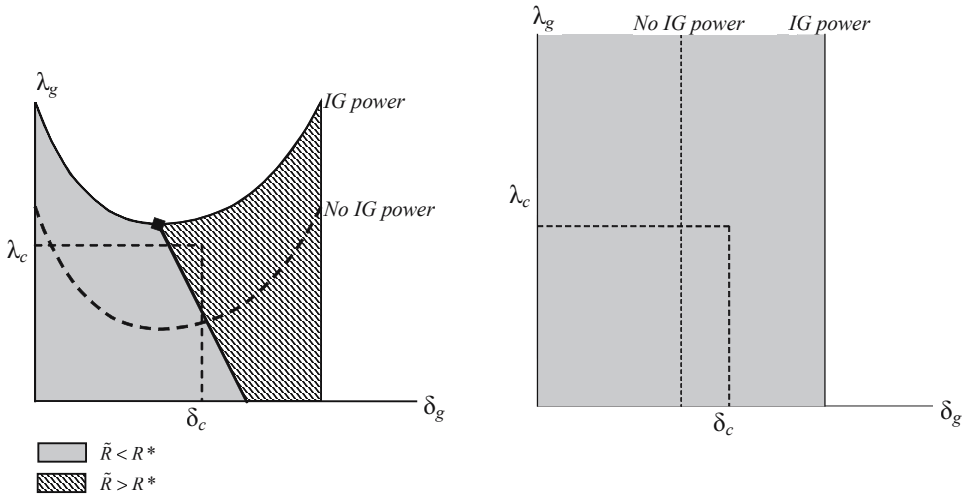 λg
IG power
No IG power
λc
δc
δg
R̃ < R*
R̃ > R*
λg
No IG power
IG power
λc
δc
δg